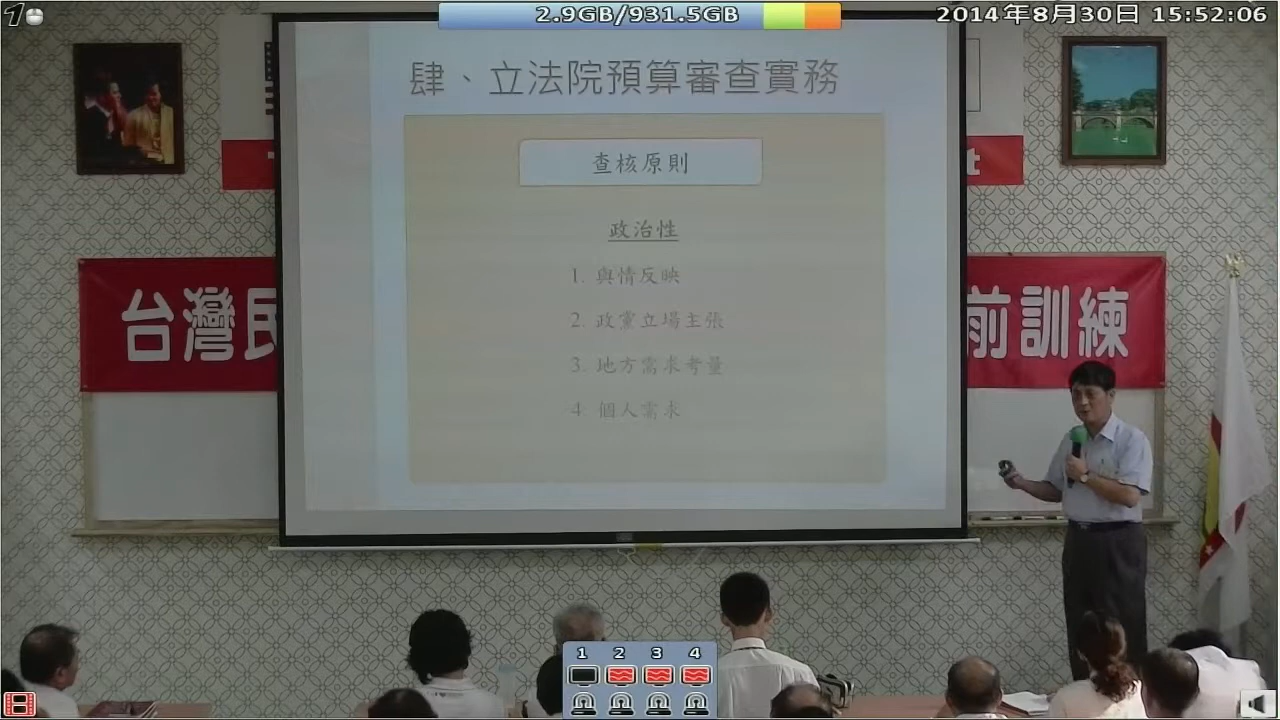 1
2.9GB/931.5GB
2014年8月30日 15:52:06
肆、立法院預算審查實務
查核原則
政治性
1. 輿情反映
2. 政黨立場主張
3. 地方需求考量
4 個人需求
t
台灣民
前訓練
1 2 3 4